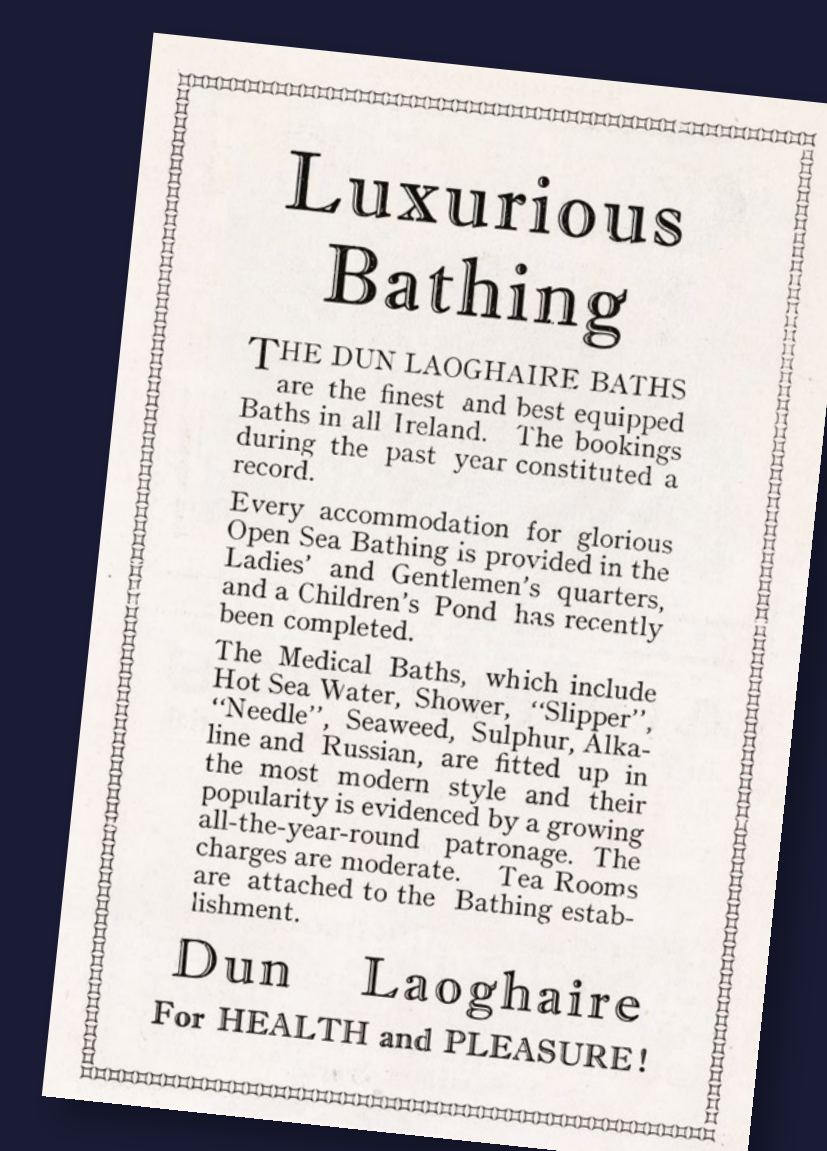 Luxurious
Bathing
THE DUN LAOGHAIRE BATHS
are the finest and best equipped
Baths in all Ireland. The bookings
during the past year constituted a
record.
Every accommodation for glorious
Open Sea Bathing is provided in the
Ladies' and Gentlemen's quarters,
and a Children's Pond has recently
been completed.
The Medical Baths, which include
Hot Sea Water, Shower, "Slipper",
"Needle", Seaweed, Sulphur, Alka-
line and Russian, are fitted up in
the most modern style and their
popularity is evidenced by a growing
all-the-year-round patronage. The
charges are moderate. Tea Rooms
are attached to the Bathing estab-
lishment.
Dun Laoghaire
For HEALTH and PLEASURE!